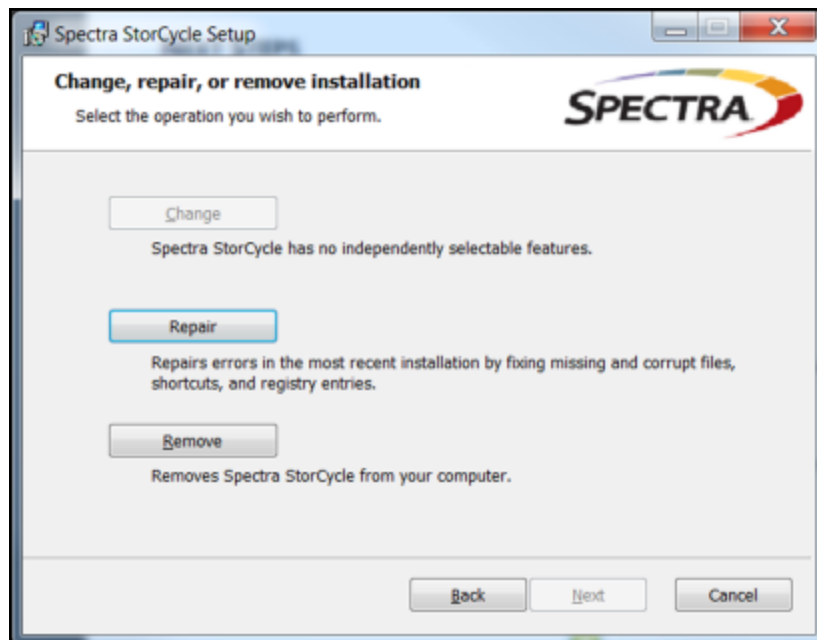 Spectra StorCycle Setup
Change, repair, or remove installation
Select the operation you wish to perform.
SPECTRA
Change
Spectra StorCycle has no independently selectable features.
Repair
Repairs errors in the most recent installation by fixing missing and corrupt files,
shortcuts, and registry entries.
Remove
Removes Spectra StorCycle from your computer.
Back Next Cancel